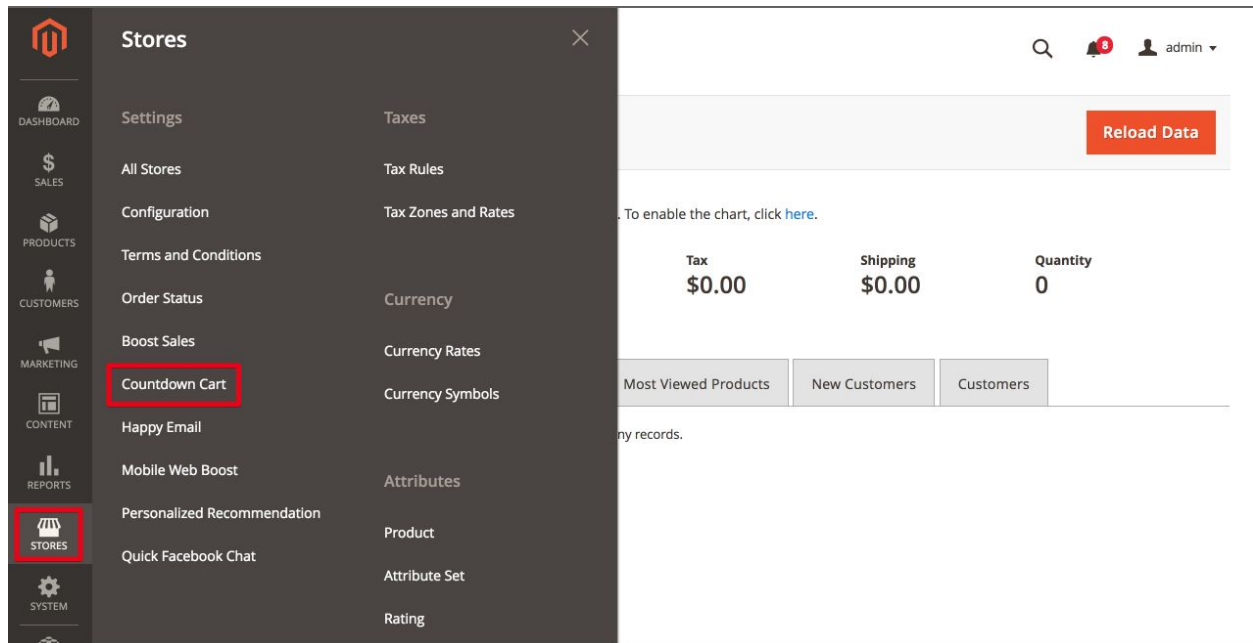 DASHBOARD
SALES
PRODUCTS
CUSTOMERS
MARKETING
CONTENT
REPORTS
STORES
SYSTEM
Stores
Settings
All Stores
Configuration
Terms and Conditions
Order Status
Boost Sales
Countdown Cart
Happy Email
Mobile Web Boost
Personalized Recommendation
Quick Facebook Chat
Taxes
Tax Rules
Tax Zones and Rates
Currency
Currency Rates
Currency Symbols
Attributes
Product
Attribute Set
Rating
8
admin
Reload Data
. To enable the chart, click here.
Tax Shipping Quantity
$0.00 $0.00 0
Most Viewed Products New Customers Customers
ny records.